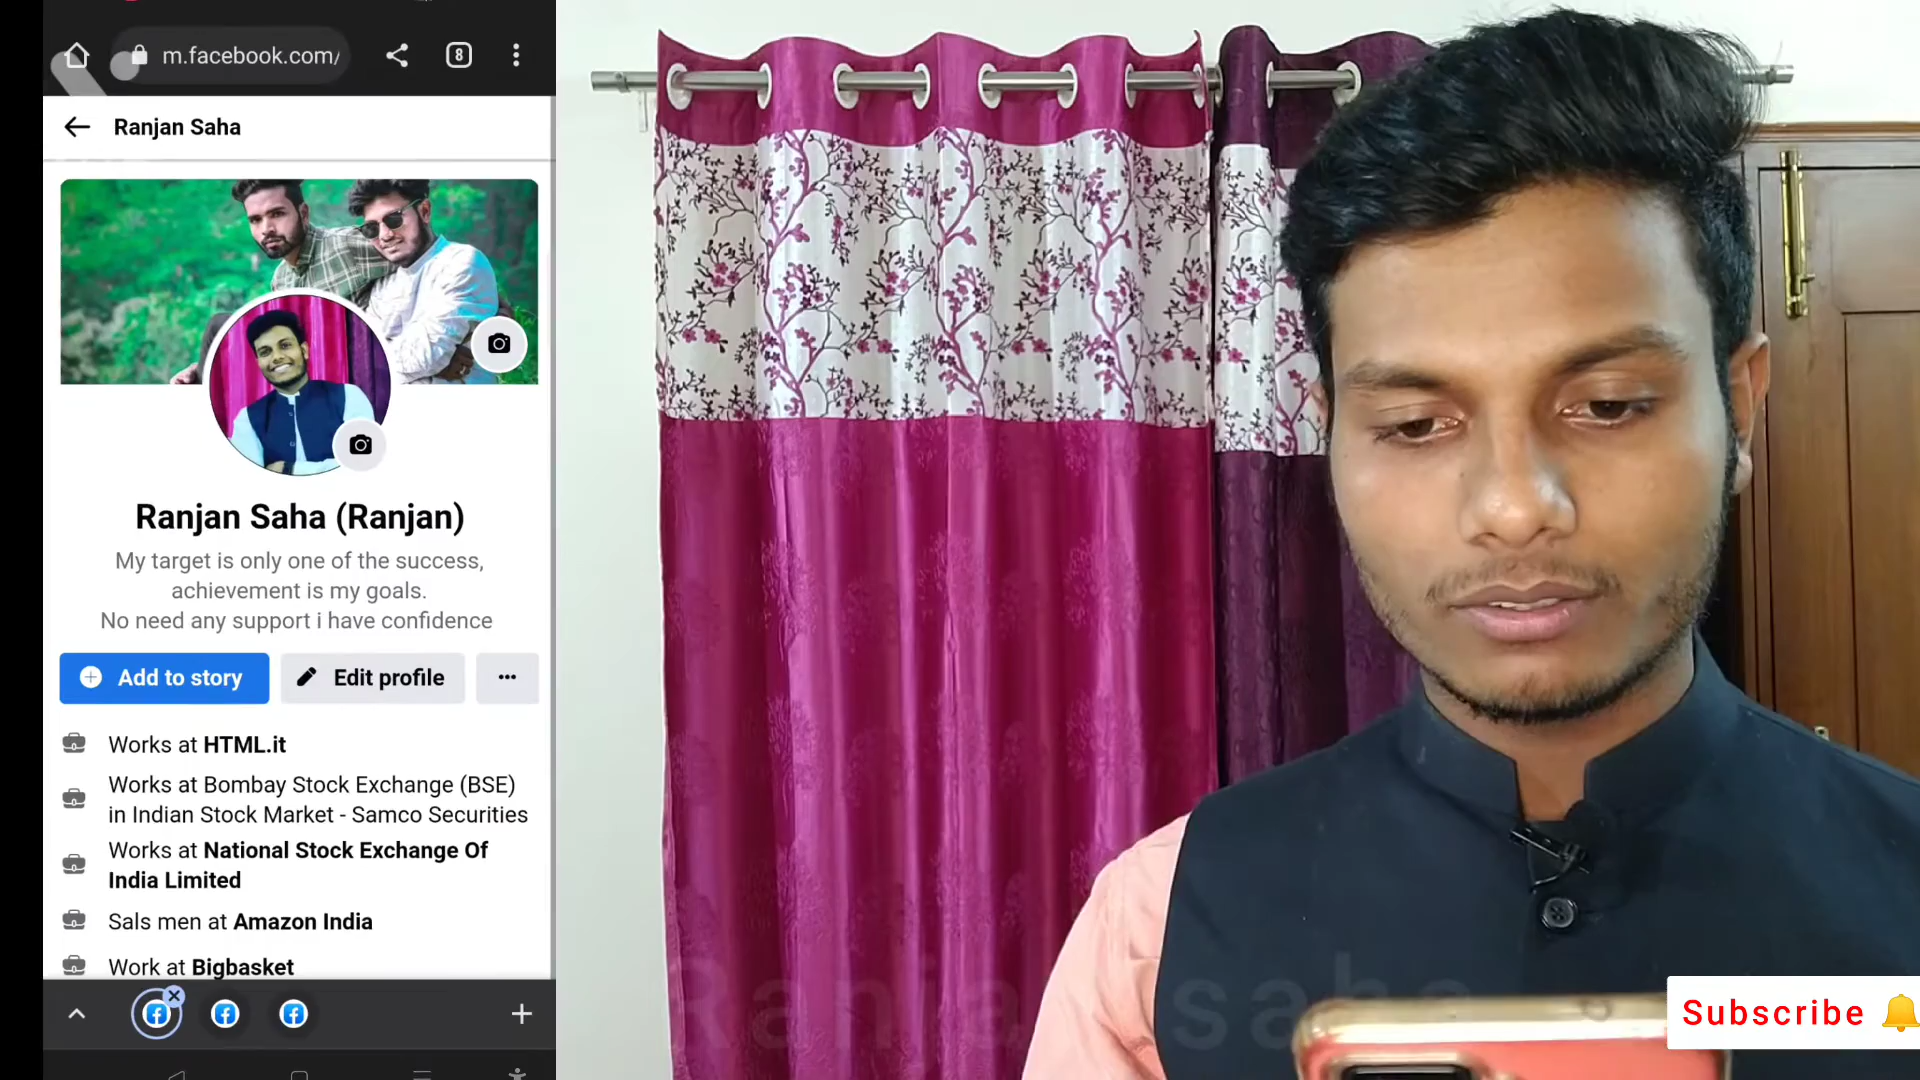 m.facebook.com/
8
Ranjan Saha
Ranjan Saha (Ranjan)
My target is only one of the success,
achievement is my goals.
No need any support i have confidence
Add to story
Edit profile
Works at HTML.it
Works at Bombay Stock Exchange (BSE)
in Indian Stock Market - Samco Securities
Works at National Stock Exchange Of
India Limited
Sals men at Amazon India
Work at Bigbasket
Ranjan saha
Subscribe